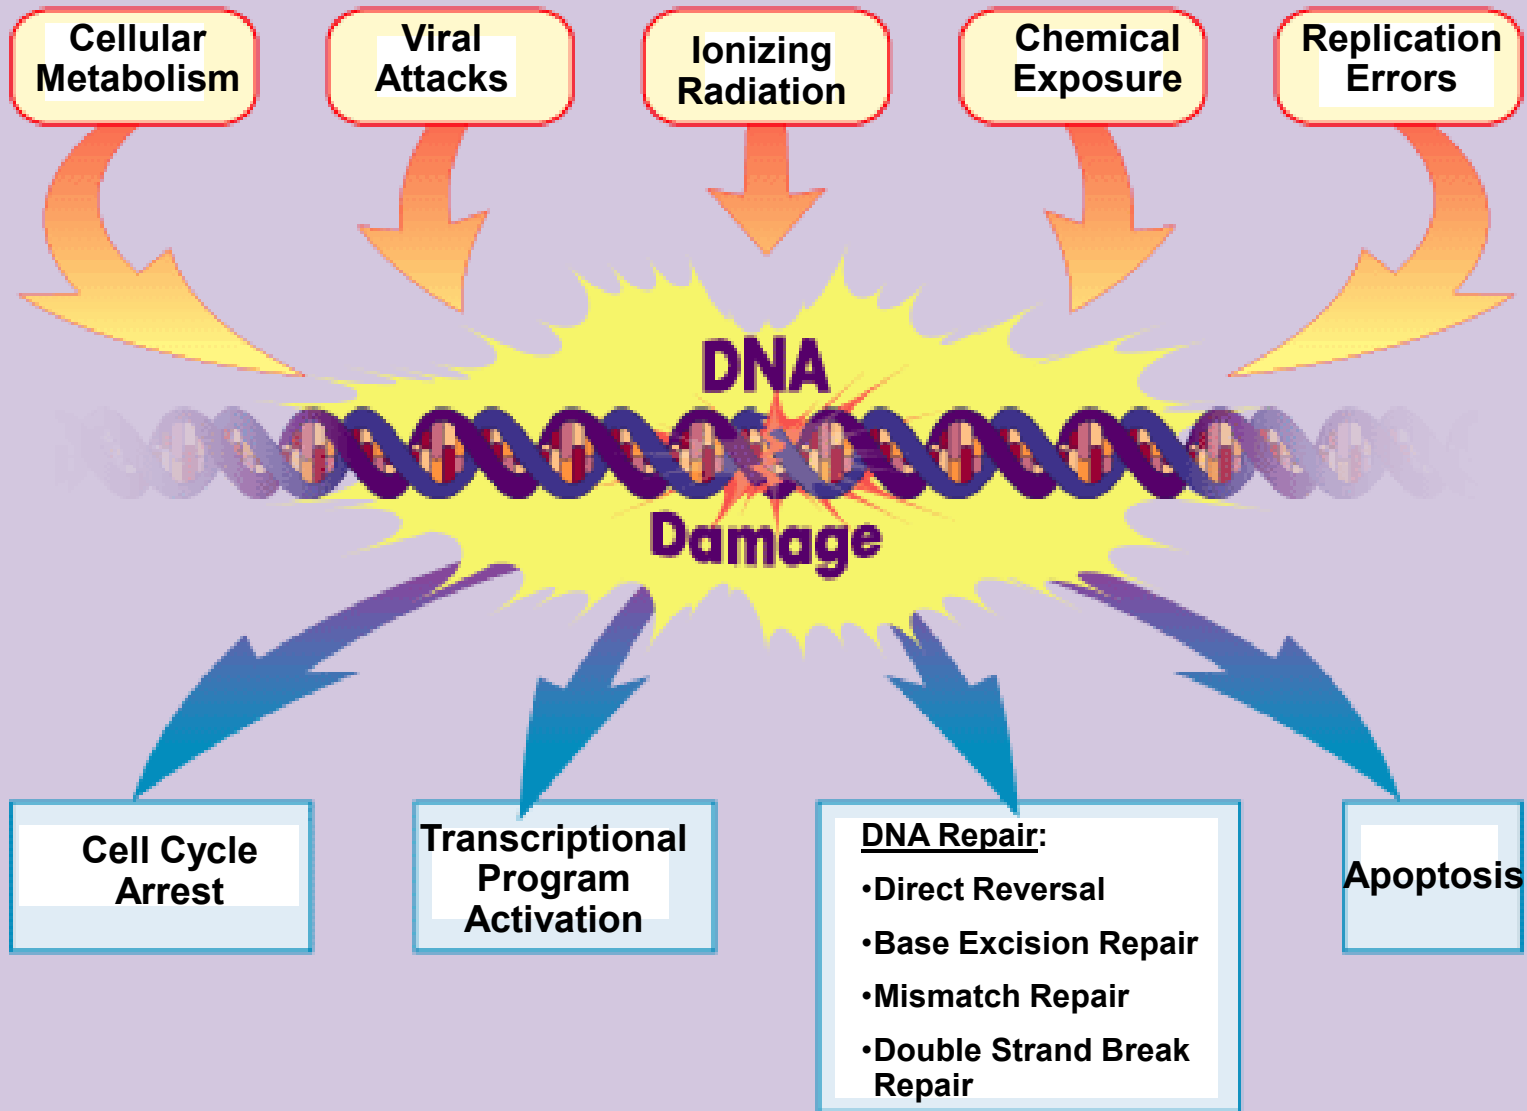 Cellular
Metabolism
Viral
Attacks
Ionizing
Radiation
Chemical
Exposure
Replication
Errors
DNA
Damage
Cell Cycle
Arrest
Transcriptional
Program
Activation
DNA Repair:
•Direct Reversal
•Base Excision Repair
•Mismatch Repair
•Double Strand Break
Repair
Apoptosis